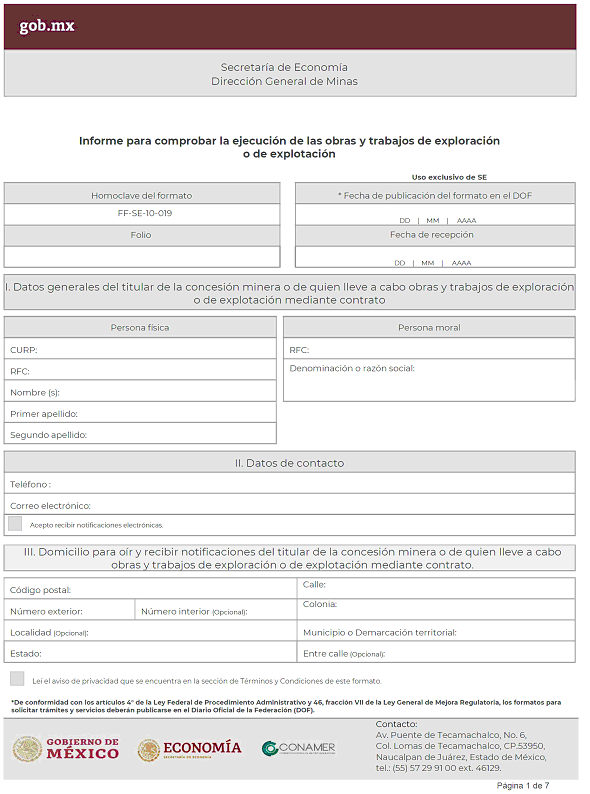 gob.mx
Secretaría de Economía
Dirección General de Minas
Informe para comprobar la ejecución de las obras y trabajos de exploración
o de explotación
Uso exclusivo de SE
Homoclave del formato
* Fecha de publicación del formato en el DOF
FF-SE-10-019
DD | MM | AAAA
Folio
Fecha de recepción
DD | MM | AAAA
I. Datos generales del titular de la concesión minera o de quien lleve a cabo obras y trabajos de exploración
o de explotación mediante contrato
Persona física
Persona moral
CURP:
RFC:
RFC:
Denominación o razón social:
Nombre (s):
Primer apellido:
Segundo apellido:
II. Datos de contacto
Teléfono :
Correo electrónico:
Acepto recibir notificaciones electrónicas.
III. Domicilio para oír y recibir notificaciones del titular de la concesión minera o de quien lleve a cabo
obras y trabajos de exploración o de explotación mediante contrato.
Código postal:
Calle:
Número exterior:
Número interior (Opcional):
Colonia:
Localidad (Opcional):
Municipio o Demarcación territorial:
Estado:
Entre calle (Opcional):
Leí el aviso de privacidad que se encuentra en la sección de Términos y Condiciones de este formato.
*De conformidad con los artículos 4° de la Ley Federal de Procedimiento Administrativo y 46, fracción VII de la Ley General de Mejora Regulatoria, los formatos para
solicitar trámites y servicios deberán publicarse en el Diario Oficial de la Federación (DOF).
GOBIERNO DE
MÉXICO
ECONOMÍA
SECRETARÍA DE ECONOMÍA
CONAMER
Contacto:
Av. Puente de Tecamachalco, No. 6,
Col. Lomas de Tecamachalco, CP.53950,
Naucalpan de Juárez, Estado de México,
tel.: (55) 57 29 91 00 ext. 46129.
Página 1 de 7